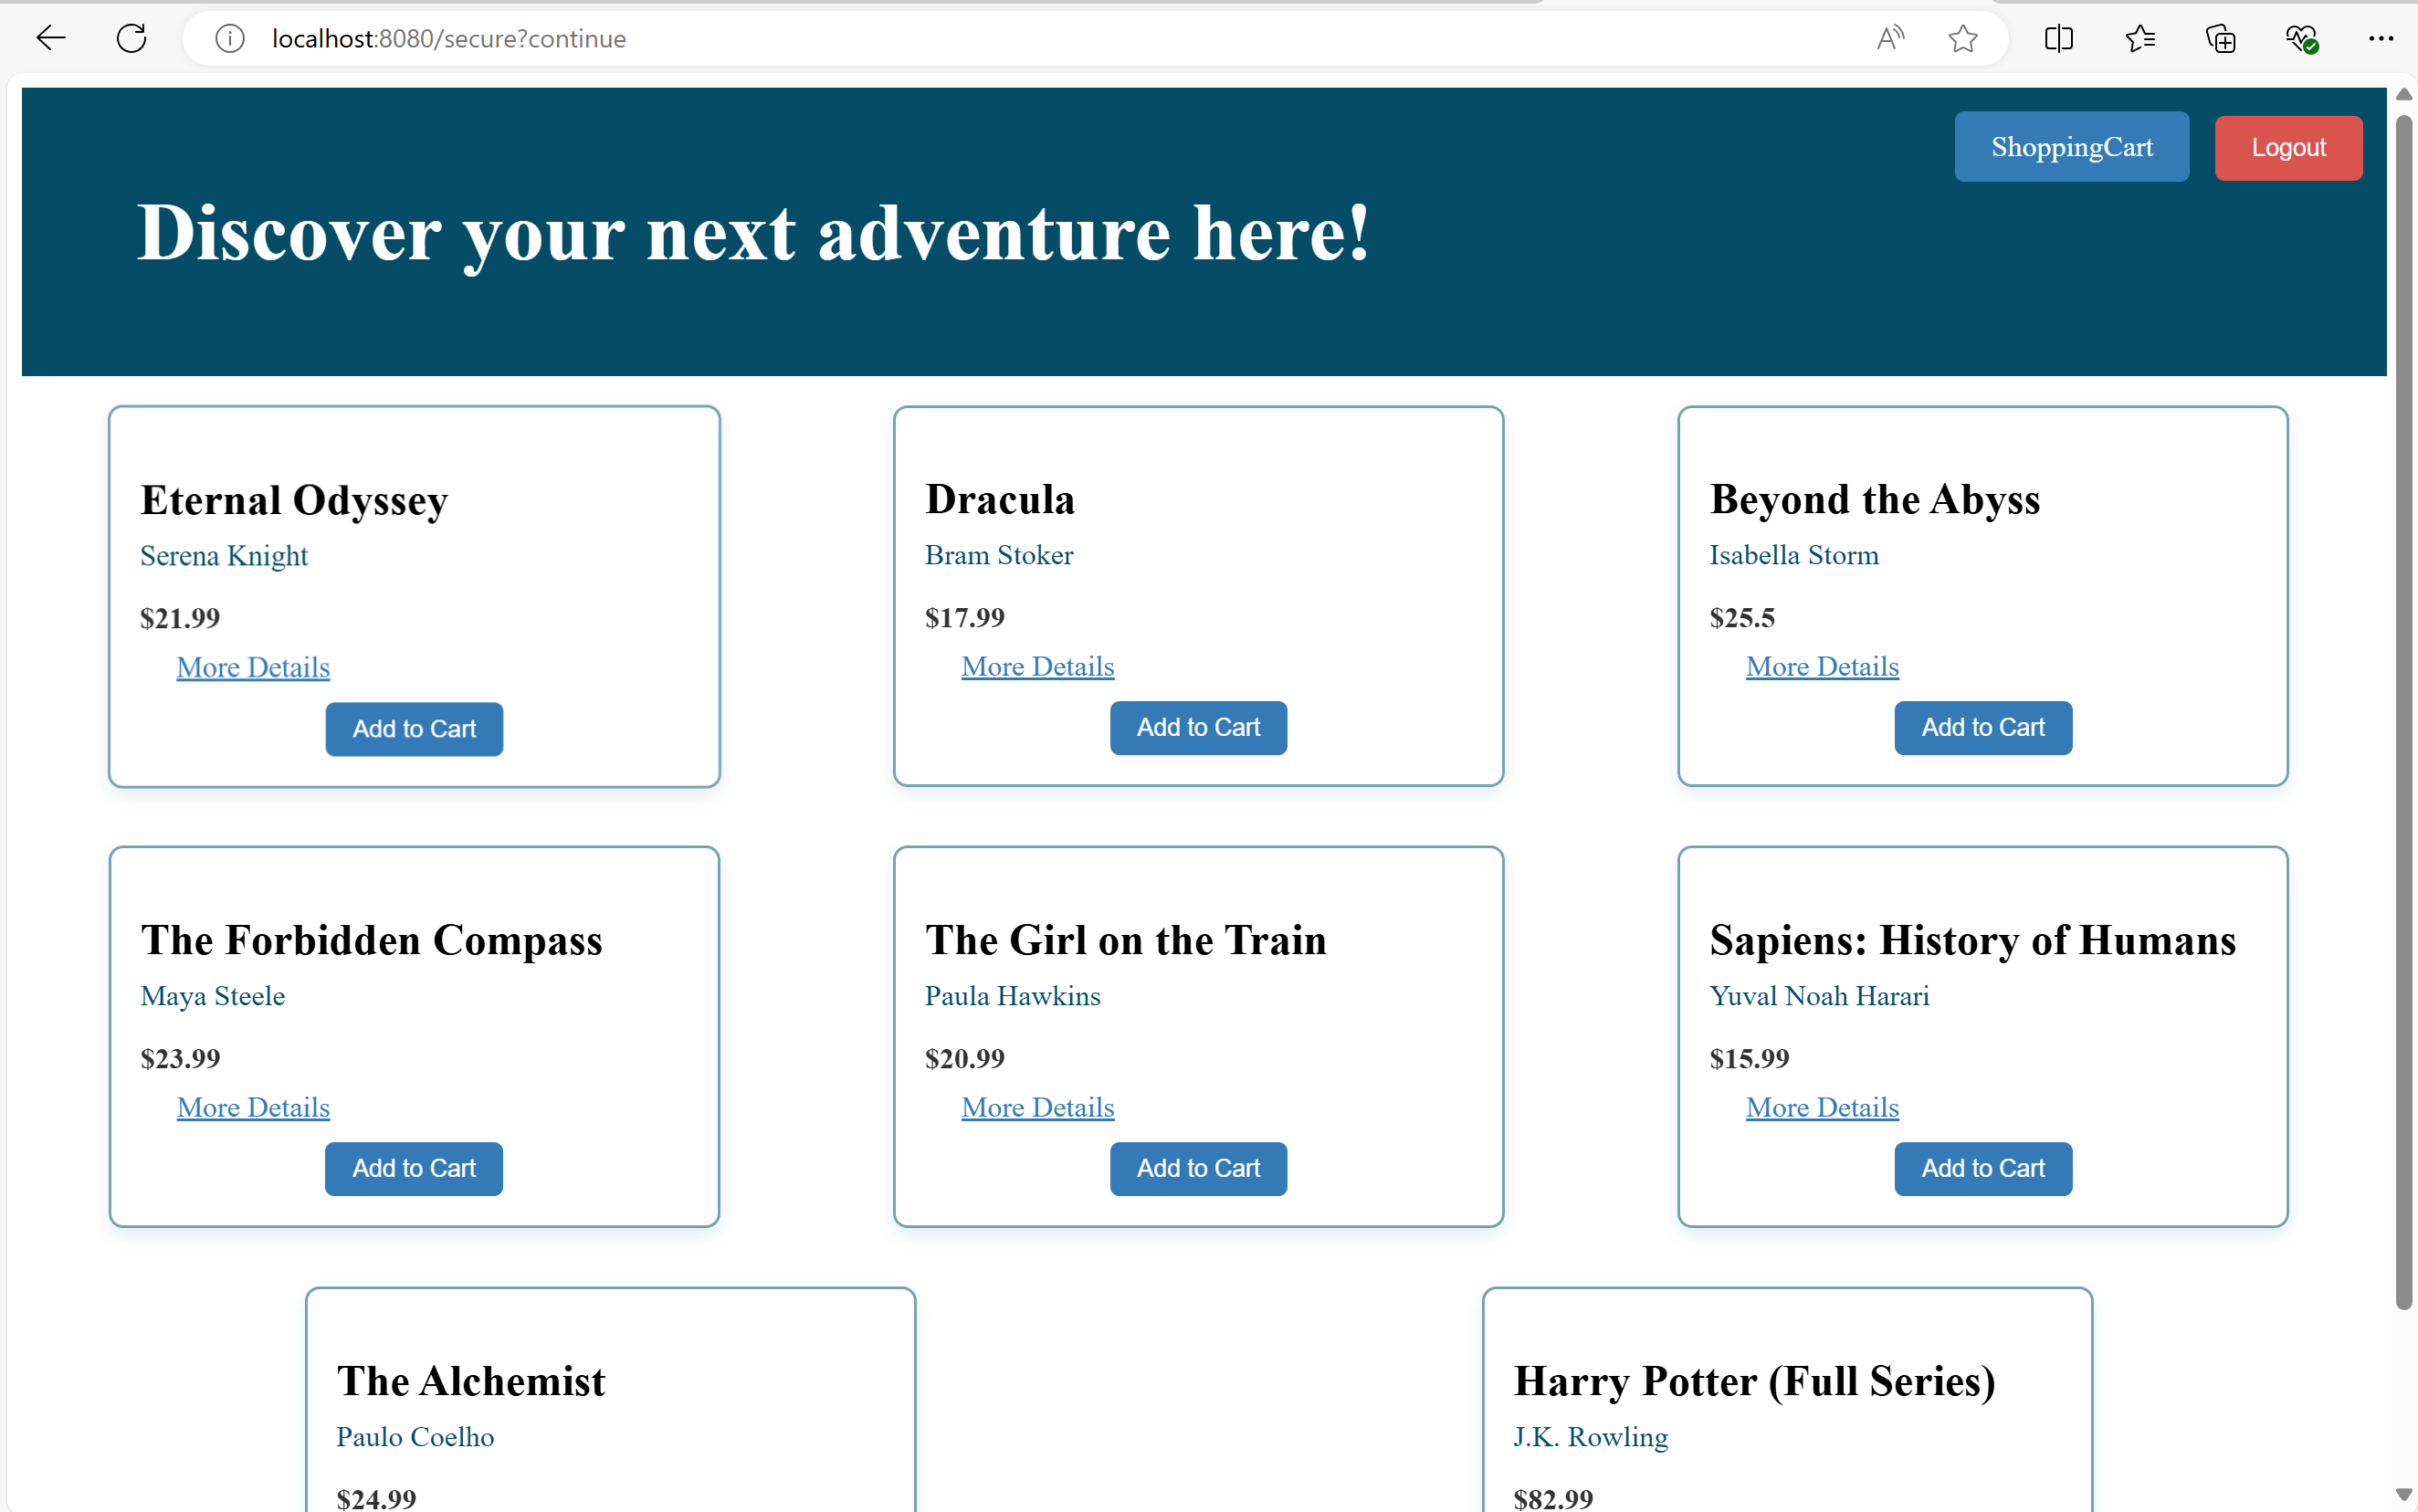 localhost:8080/secure?continue
ShoppingCart
Logout
Discover your next adventure here!
Eternal Odyssey
Serena Knight
$21.99
More Details
Add to Cart
Dracula
Bram Stoker
$17.99
More Details
Add to Cart
Beyond the Abyss
Isabella Storm
$25.5
More Details
Add to Cart
The Forbidden Compass
Maya Steele
$23.99
More Details
Add to Cart
The Girl on the Train
Paula Hawkins
$20.99
More Details
Add to Cart
Sapiens: History of Humans
Yuval Noah Harari
$15.99
More Details
Add to Cart
The Alchemist
Paulo Coelho
$24.99
Harry Potter (Full Series)
J.K. Rowling
$82.99